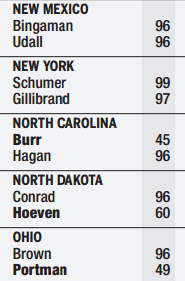 NEW MEXICO
Bingaman 96
Udall 96
NEW YORK
Schumer 99
Gillibrand 97
NORTH CAROLINA
Burr 45
Hagan 96
NORTH DAKOTA
Conrad 96
Hoeven 60
OHIO
Brown 96
Portman 49